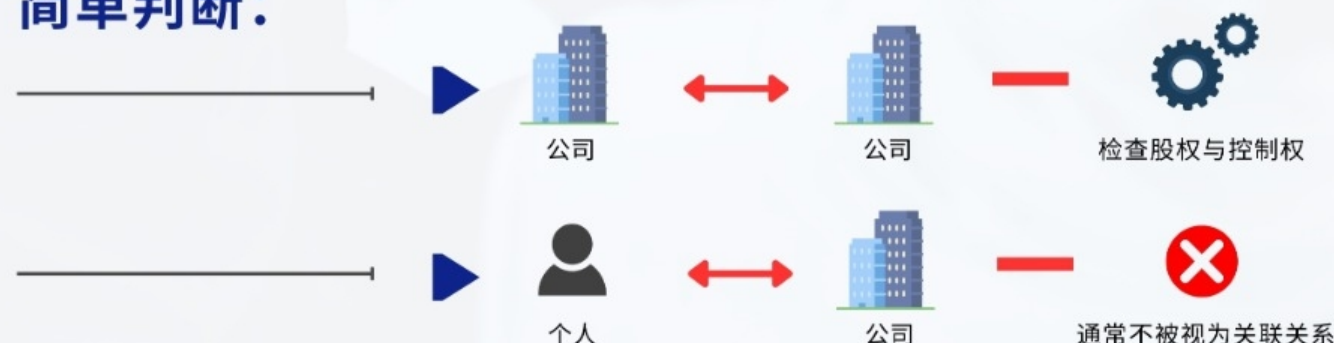 简单判断:
公司
公司
检查股权与控制权
个人
公司
通常不被视为关联关系